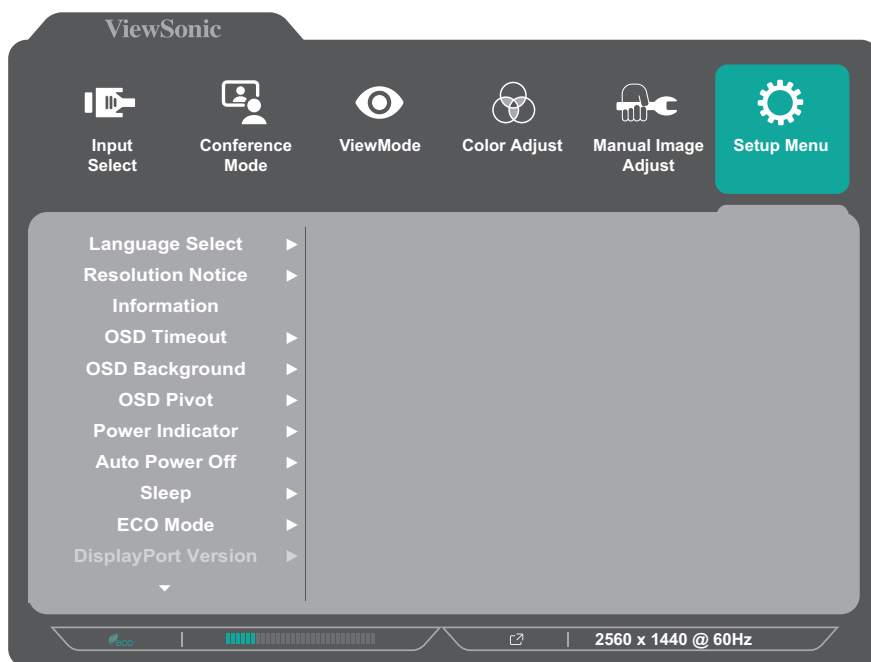 ViewSonic
Input
Select
Conference
Mode
ViewMode
Color Adjust
Manual Image
Adjust
Setup Menu
Language Select
Resolution Notice
Information
OSD Timeout
OSD Background
OSD Pivot
Power Indicator
Auto Power Off
Sleep
ECO Mode
DisplayPort Version
eco
2560 x 1440 @ 60Hz